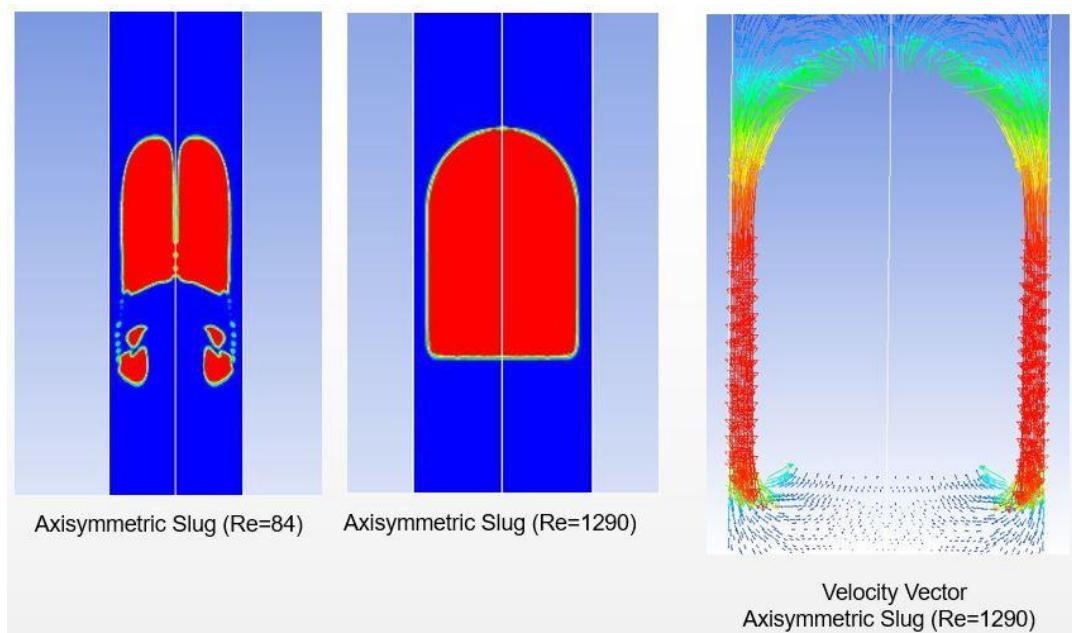 Axisymmetric Slug (Re=84)
Axisymmetric Slug (Re=1290)
Velocity Vector
Axisymmetric Slug (Re=1290)